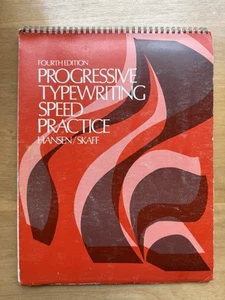 FOURTH EDITION
PROGRESSIVE
TYPEWRITING
SPEED
PRACTICE
HANSEN/SKAFF